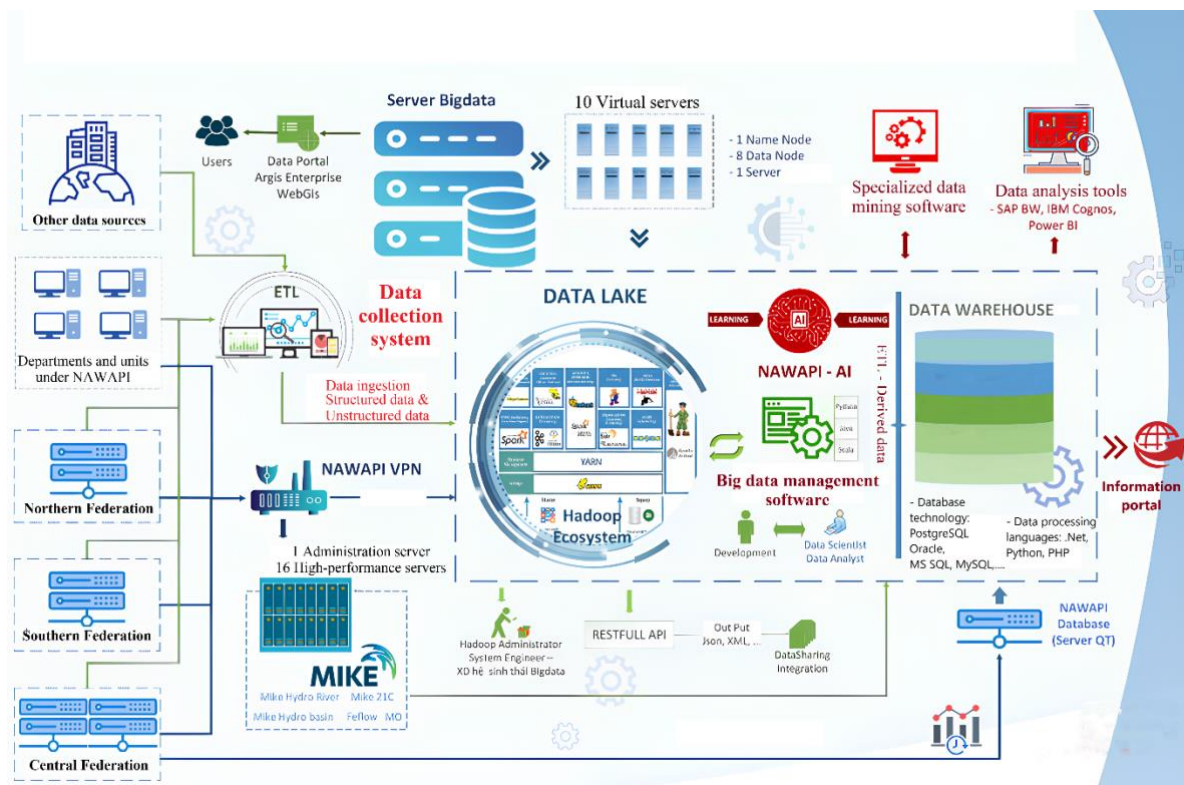 Server Bigdata
10 Virtual servers
- 1 Name Node
- 8 Data Node
- 1 Server
Users
Data Portal
Argis Enterprise
WebGis
Specialized data
mining software
Data analysis tools
- SAP BW, IBM Cognos,
Power BI
Other data sources
ETL
Data
collection
system
Departments and units
under NAWAPI
Data ingestion
Structured data &
Unstructured data
DATA LAKE
LEARNING
AI
LEARNING
NAWAPI - AI
Python
Java
Scala
ETL - Derived data
DATA WAREHOUSE
Spark
Spark
YARN
Hadoop
Ecosystem
Big data management
software
Development
Data Scientist
Data Analyst
- Database
technology:
PostgreSQL
Oracle,
MS SQL, MySQL,...
- Data processing
languages: .Net,
Python, PHP
Information
portal
Northern Federation
NAWAPI VPN
1 Administration server
16 High-performance servers
Southern Federation
MIKE
Mike Hydro River
Mike 21C
Mike Hydro basin
Feflow
MO
Hadoop Administrator
System Engineer –
XD hệ sinh thái Bigdata
RESTFULL API
Out Put
Json, XML, ...
DataSharing
Integration
NAWAPI
Database
(Server QT)
Central Federation